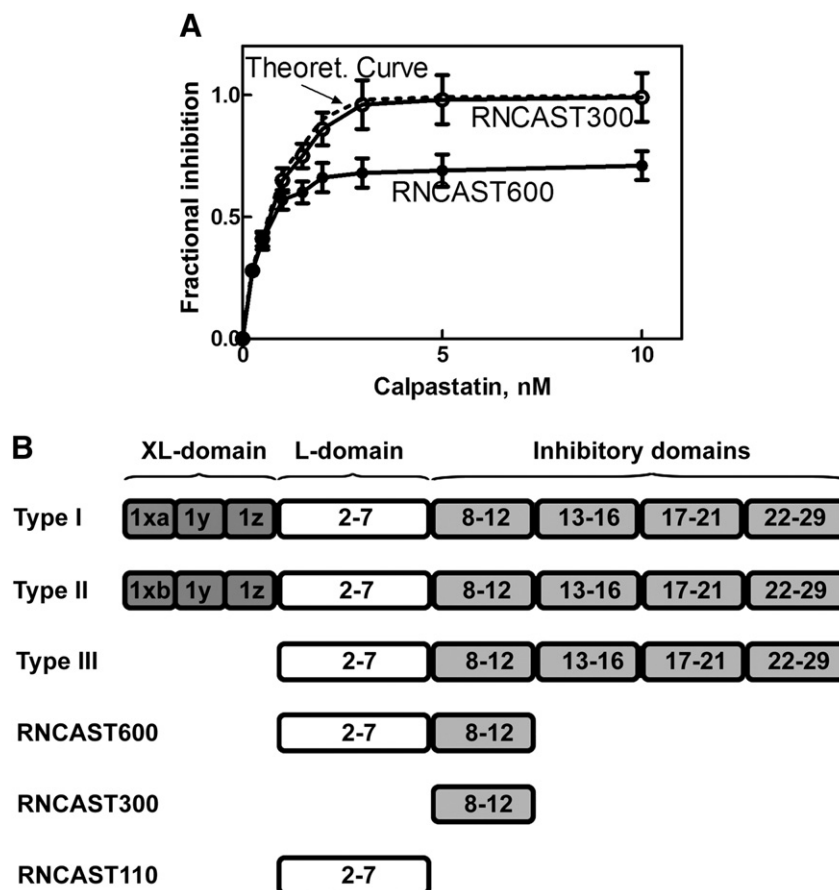 A
Theoret. Curve
1.0
RNCAST300
RNCAST600
0.5
0.0
0 5 10
Fractional inhibition
Calpastatin, nM
B
XL-domain L-domain Inhibitory domains
Type I 1xa 1y 1z 2-7 8-12 13-16 17-21 22-29
Type II 1xb 1y 1z 2-7 8-12 13-16 17-21 22-29
Type III 2-7 8-12 13-16 17-21 22-29
RNCAST600 2-7 8-12
RNCAST300 8-12
RNCAST110 2-7